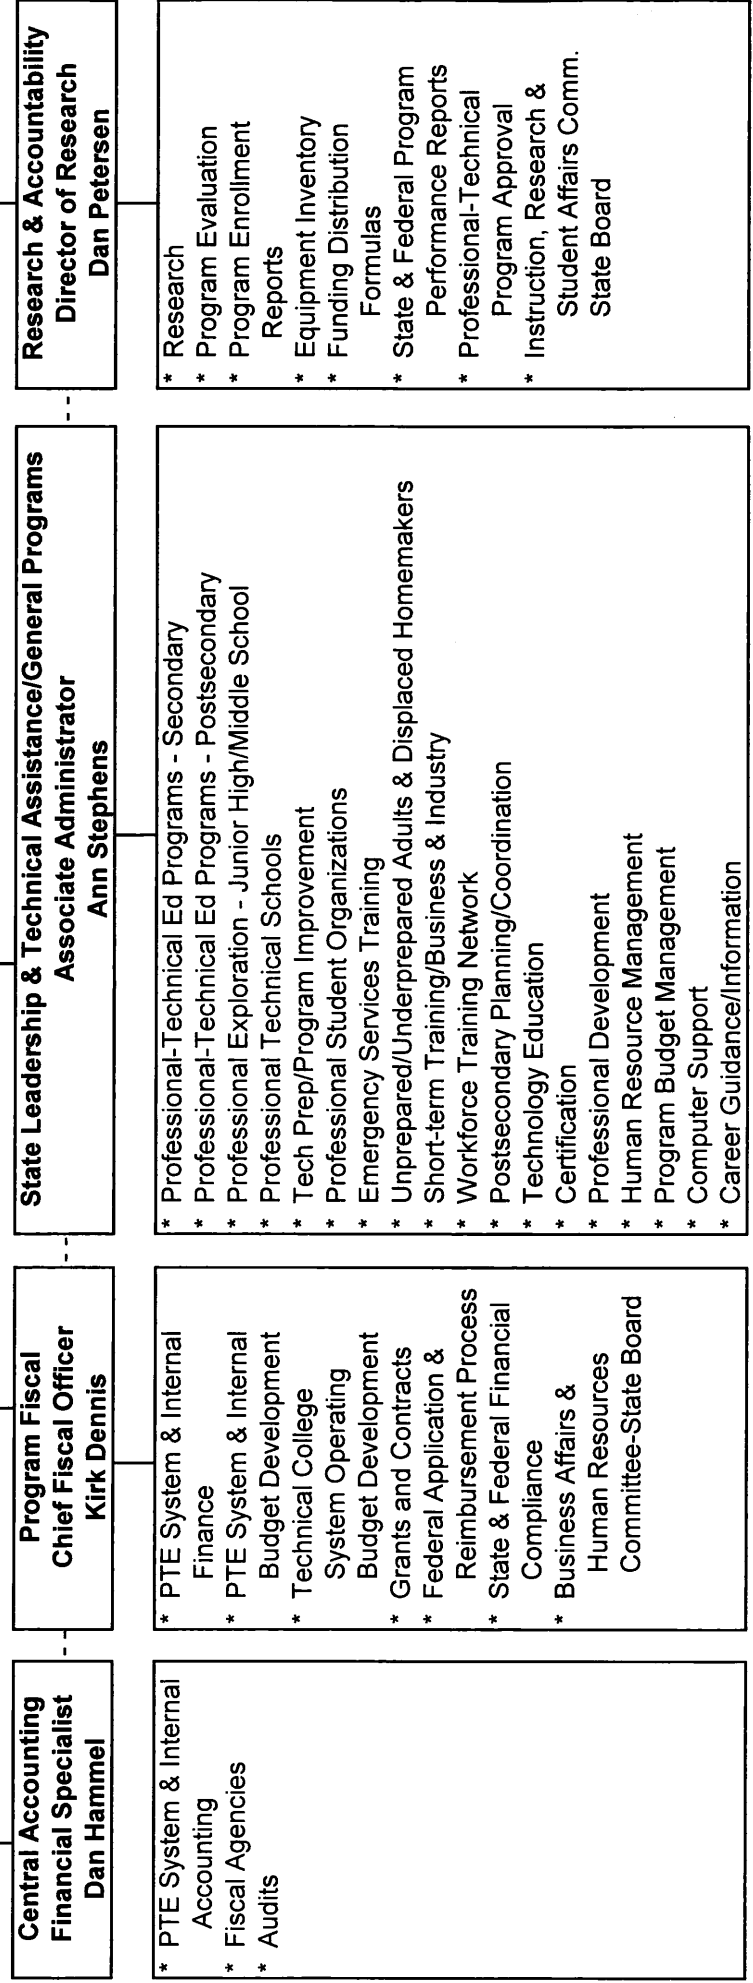 Central Accounting
Financial Specialist
Dan Hammel
* PTE System & Internal
Accounting
* Fiscal Agencies
* Audits
Program Fiscal
Chief Fiscal Officer
Kirk Dennis
* PTE System & Internal
Finance
* PTE System & Internal
Budget Development
* Technical College
System Operating
Budget Development
* Grants and Contracts
* Federal Application &
Reimbursement Process
* State & Federal Financial
Compliance
* Business Affairs &
Human Resources
Committee-State Board
State Leadership & Technical Assistance/General Programs
Associate Administrator
Ann Stephens
* Professional-Technical Ed Programs - Secondary
* Professional-Technical Ed Programs - Postsecondary
* Professional Exploration - Junior High/Middle School
* Professional Technical Schools
* Tech Prep/Program Improvement
* Professional Student Organizations
* Emergency Services Training
* Unprepared/Underprepared Adults & Displaced Homemakers
* Short-term Training/Business & Industry
* Workforce Training Network
* Postsecondary Planning/Coordination
* Technology Education
* Certification
* Professional Development
* Human Resource Management
* Program Budget Management
* Computer Support
* Career Guidance/Information
Research & Accountability
Director of Research
Dan Petersen
* Research
* Program Evaluation
* Program Enrollment
Reports
* Equipment Inventory
* Funding Distribution
Formulas
* State & Federal Program
Performance Reports
* Professional-Technical
Program Approval
* Instruction, Research &
Student Affairs Comm.
State Board